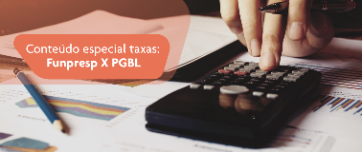 Conteúdo especial taxas:
Funpresp X PGBL